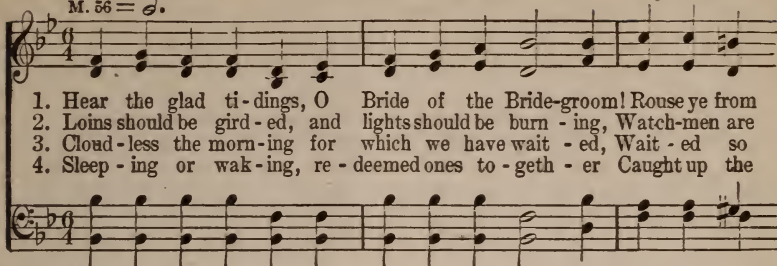 M. 56 =
1. Hear the glad ti-dings, O Bride of the Bride-groom! Rouse ye from
2. Loins should be gird-ed, and lights should be burn-ing, Watch-men are
3. Cloud-less the morn-ing for which we have wait-ed, Wait-ed so
4. Sleep-ing or wak-ing, re-deemed ones to-geth-er Caught up the